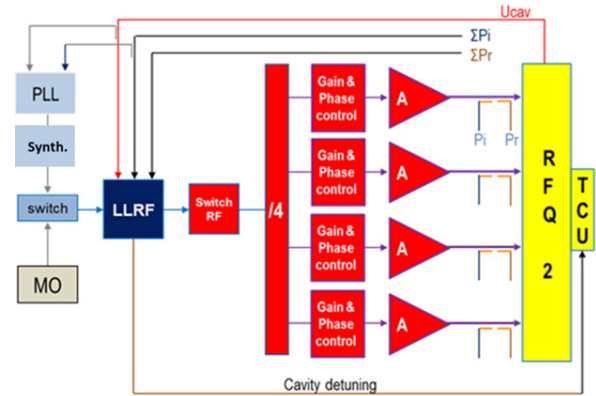 Ucav
ΣPi
ΣPr
PLL
Synth.
switch
MO
LLRF
Switch
RF
/4
Gain &
Phase
control
A
Pi
Pr
Gain &
Phase
control
A
Gain &
Phase
control
A
Gain &
Phase
control
A
R
F
Q
2
T
C
U
Cavity detuning